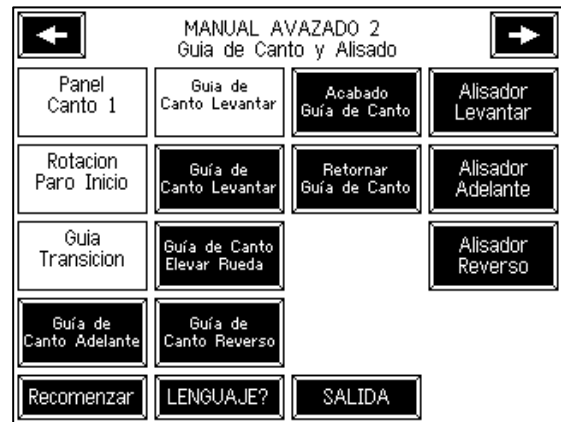 MANUAL AVAZADO 2
Guia de Canto y Alisado
Panel
Canto 1
Guia de
Canto Levantar
Acabado
Guía de Canto
Alisador
Levantar
Rotacion
Paro Inicio
Guía de
Canto Levantar
Retornar
Guía de Canto
Alisador
Adelante
Guia
Transicion
Guía de Canto
Elevar Rueda
Alisador
Reverso
Guía de
Canto Adelante
Guía de
Canto Reverso
Recomenzar
LENGUAJE?
SALIDA